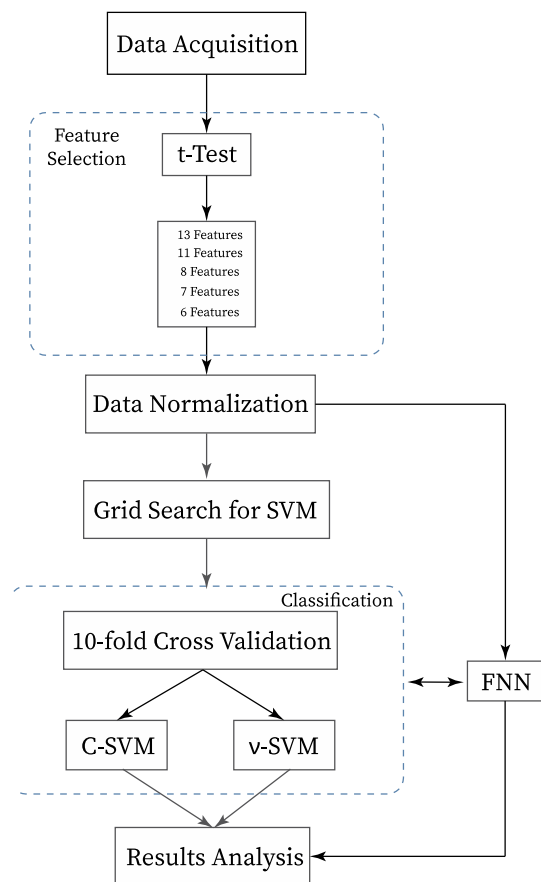 Data Acquisition
Feature
Selection
t-Test
13 Features
11 Features
8 Features
7 Features
6 Features
Data Normalization
Grid Search for SVM
Classification
10-fold Cross Validation
FNN
C-SVM
ν-SVM
Results Analysis